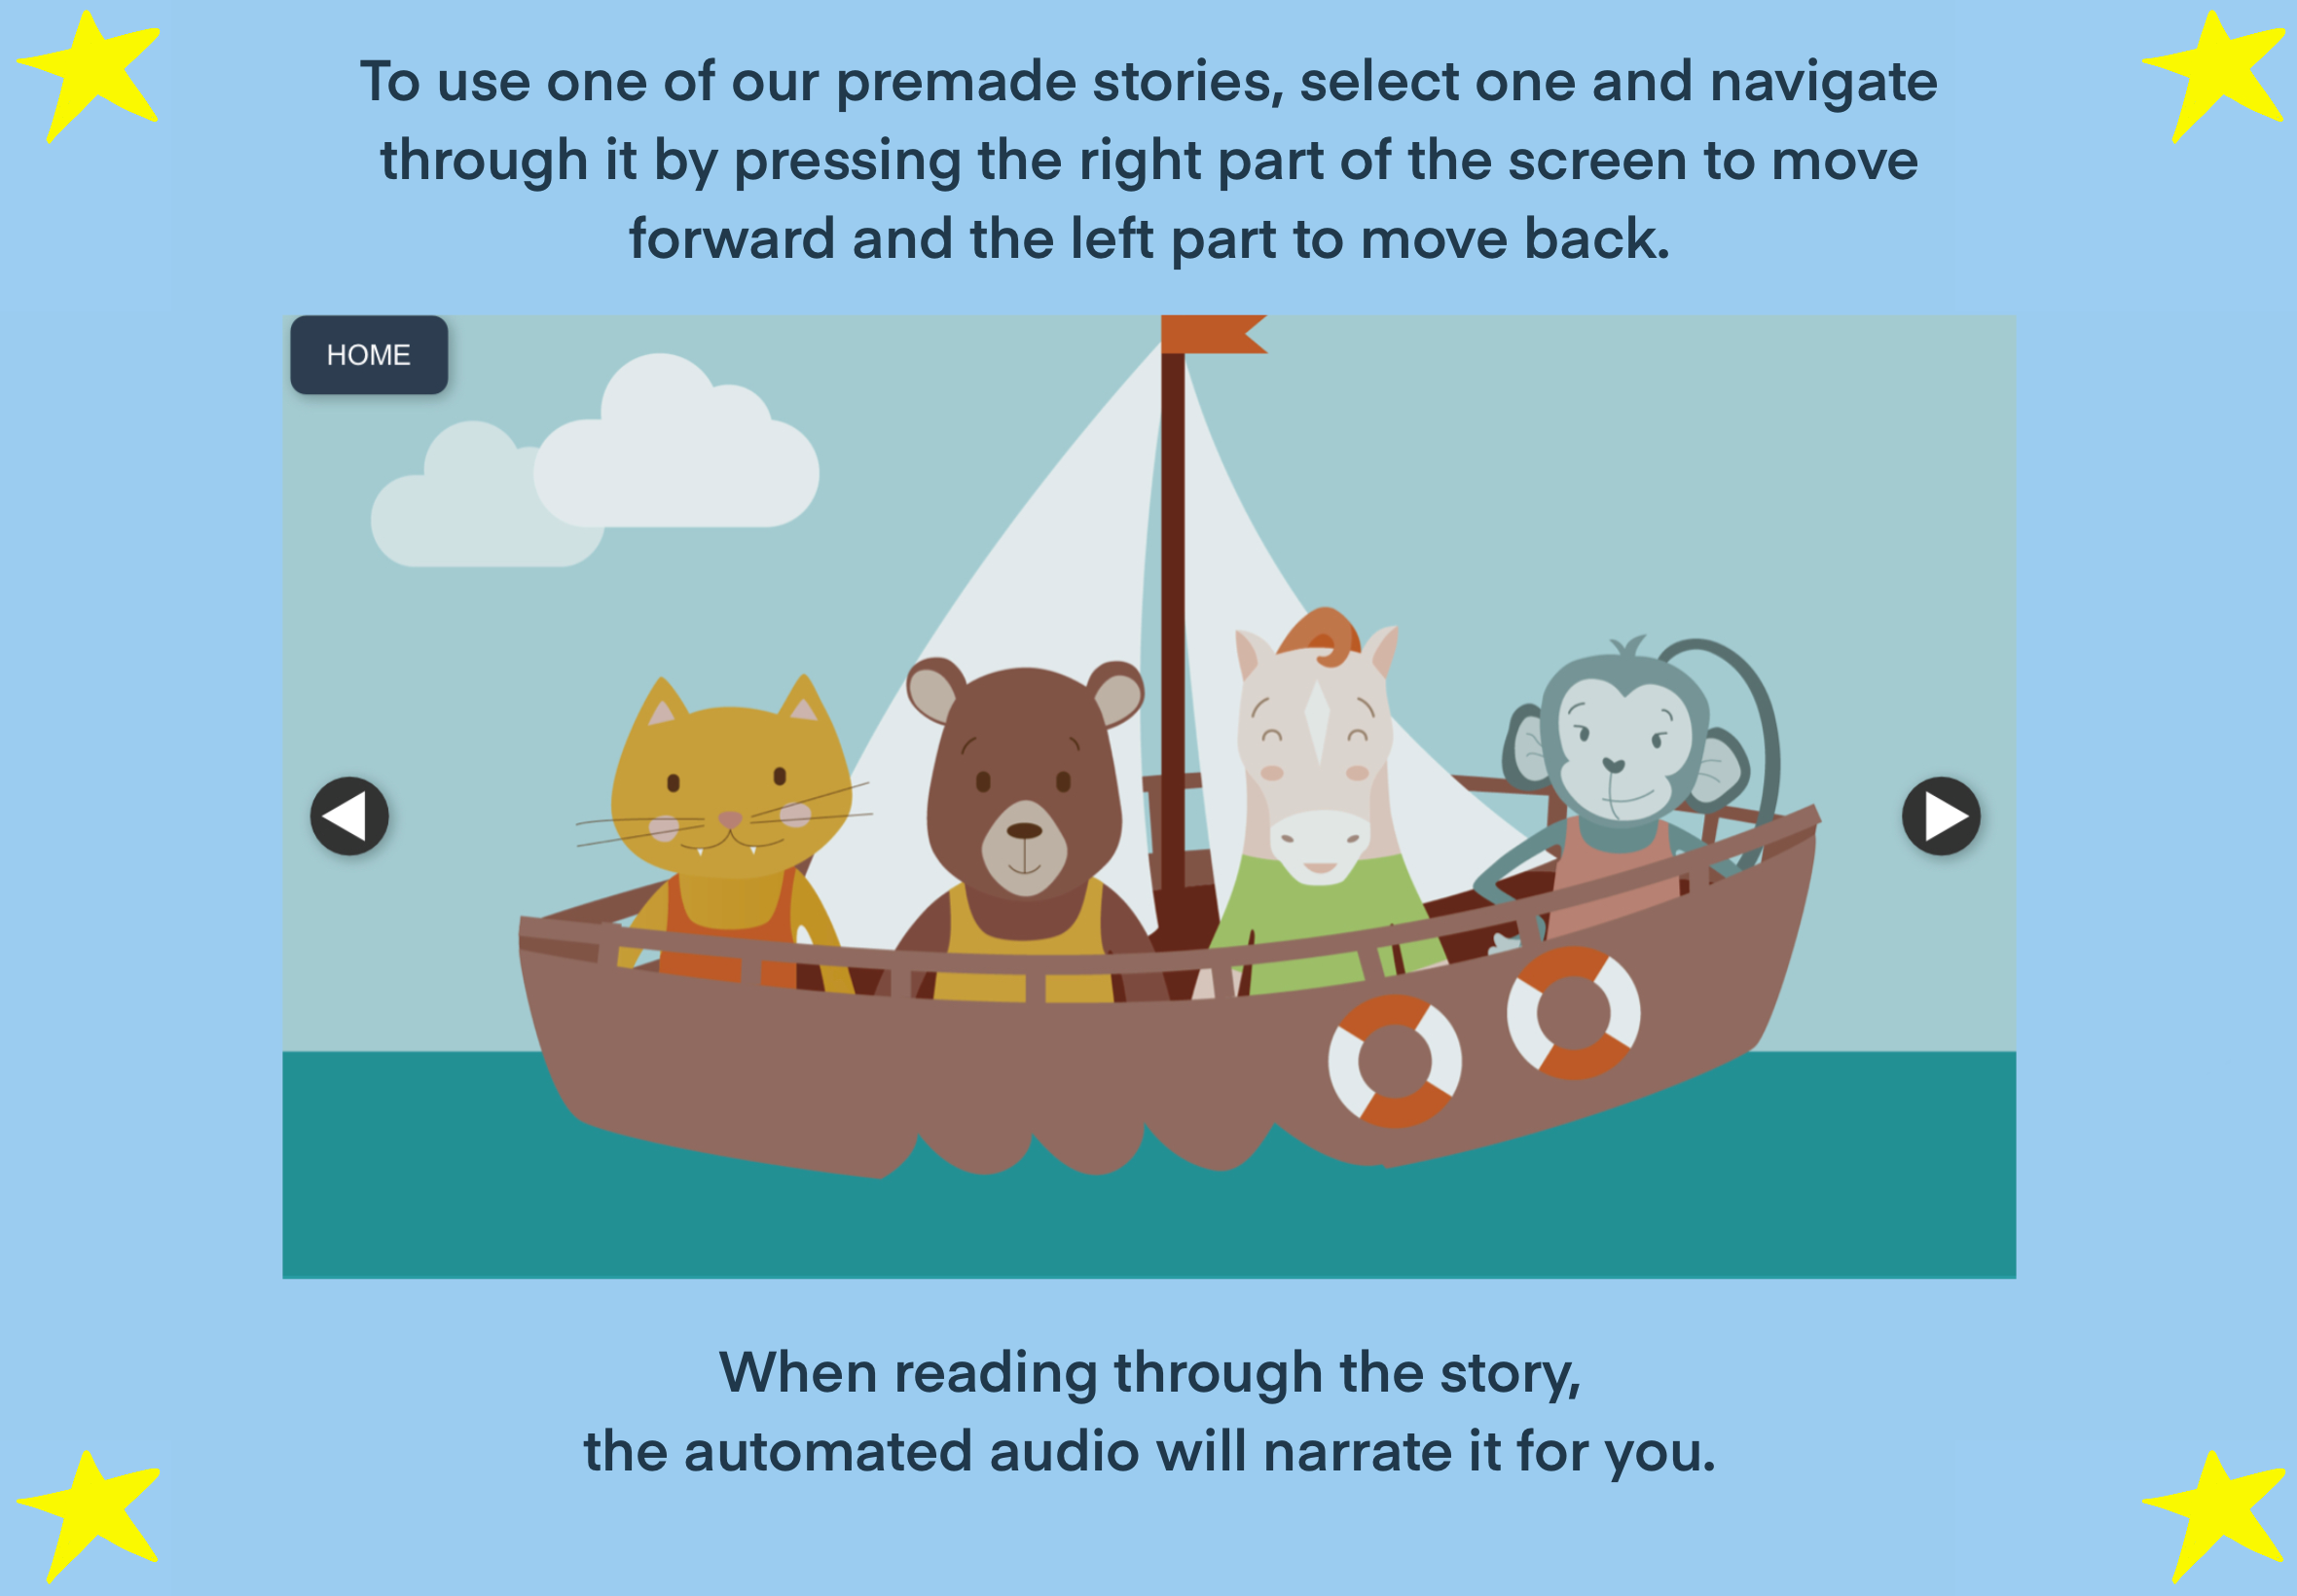 To use one of our premade stories, select one and navigate
through it by pressing the right part of the screen to move
forward and the left part to move back.
HOME
When reading through the story,
the automated audio will narrate it for you.